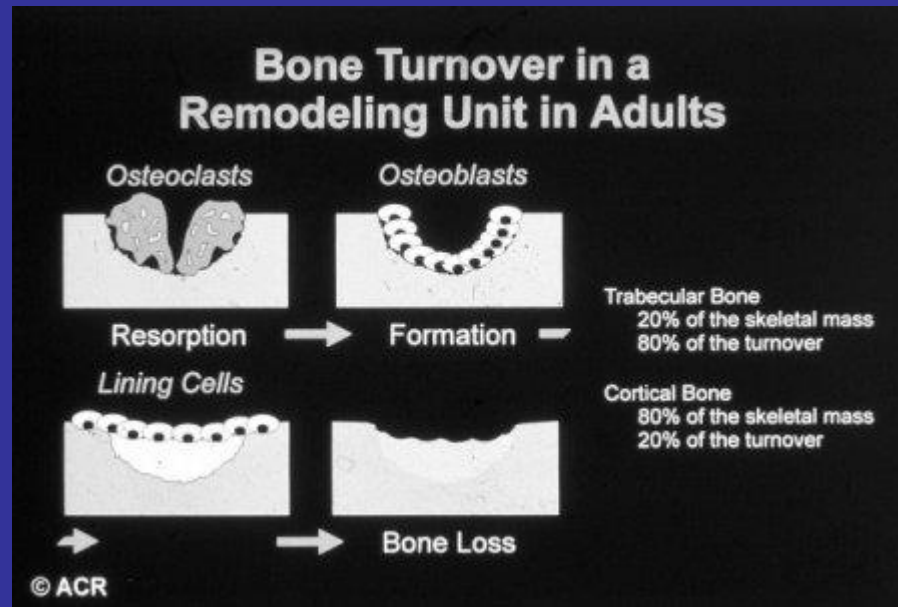 Bone Turnover in a
Remodeling Unit in Adults
Osteoclasts
Osteoblasts
Resorption
Formation
Lining Cells
Bone Loss
Trabecular Bone
20% of the skeletal mass
80% of the turnover
Cortical Bone
80% of the skeletal mass
20% of the turnover
© ACR